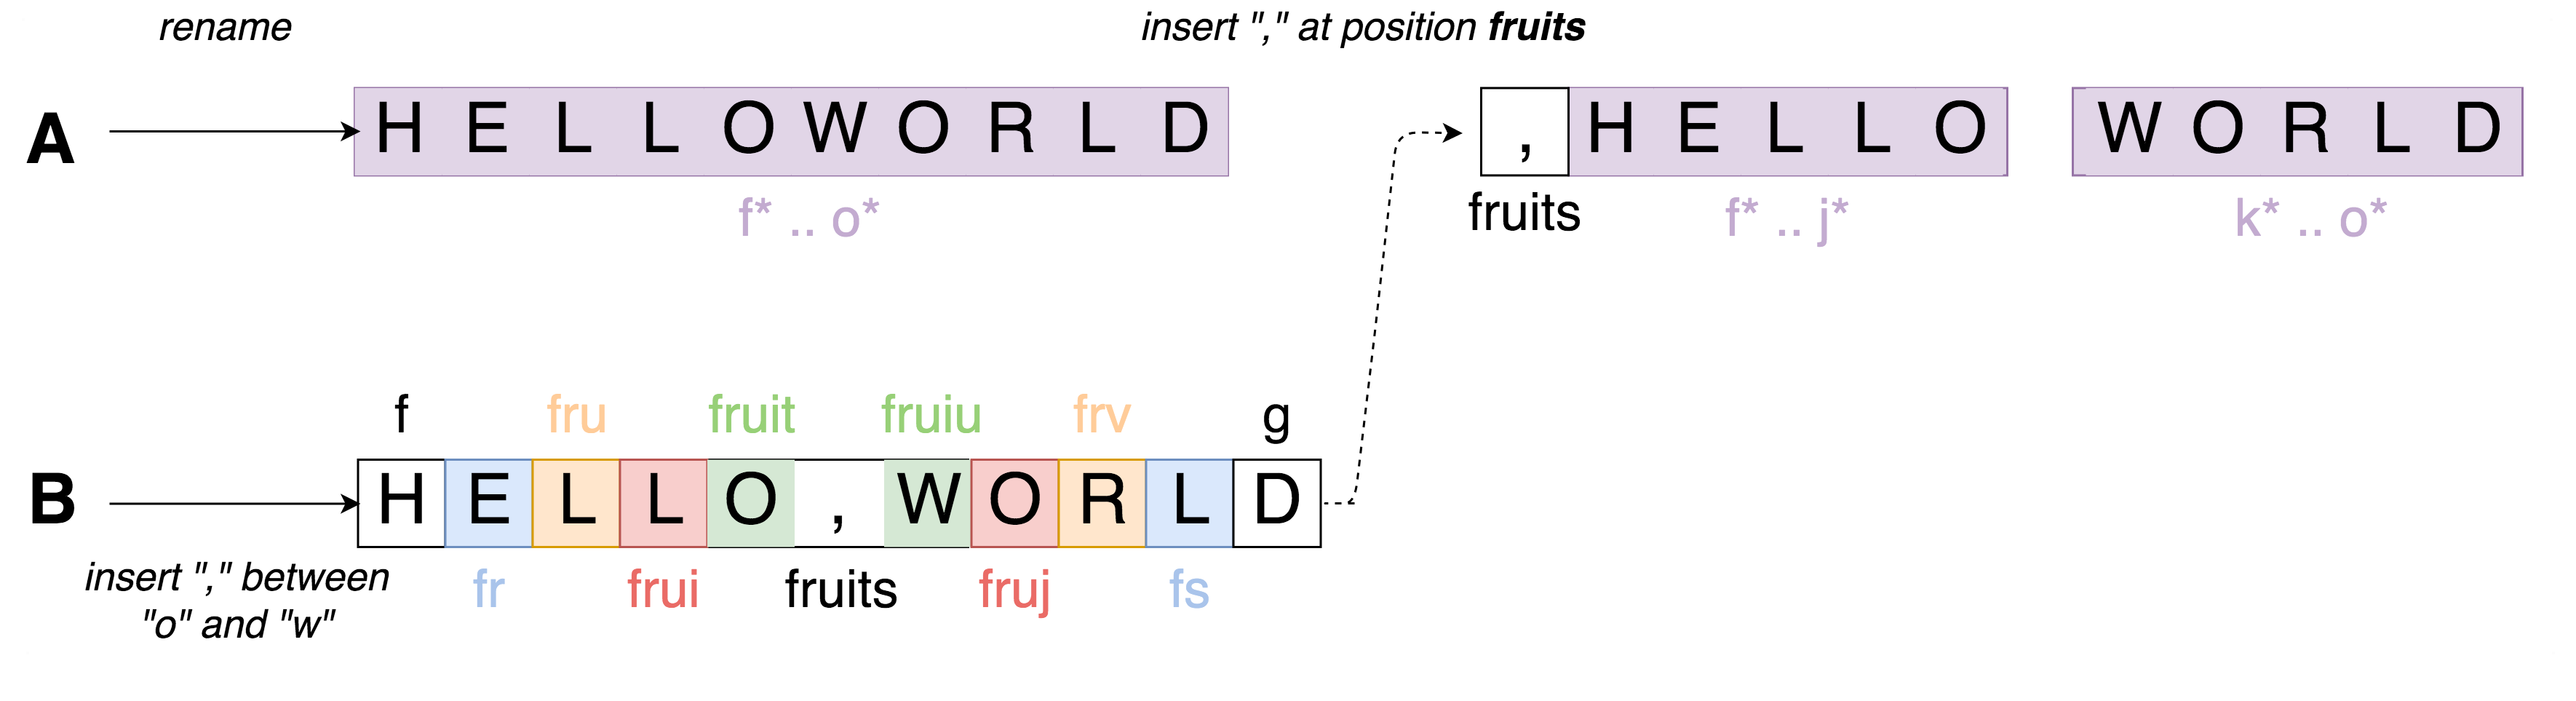 rename
insert "," at position fruits
A
H E L L O W O R L D
f* .. o*
, H E L L O
fruits
f* .. j*
W O R L D
k* .. o*
f fru fruit fruiu frv g
B
H E L L O , W O R L D
fr frui fruits fruj fs
insert "," between
"o" and "w"